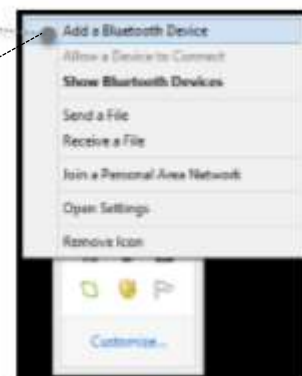 Add a Bluetooth Device
Allow a Device to Connect
Show Bluetooth Devices
Send a File
Receive a File
Join a Personal Area Network
Open Settings
Remove Icon
Customize...